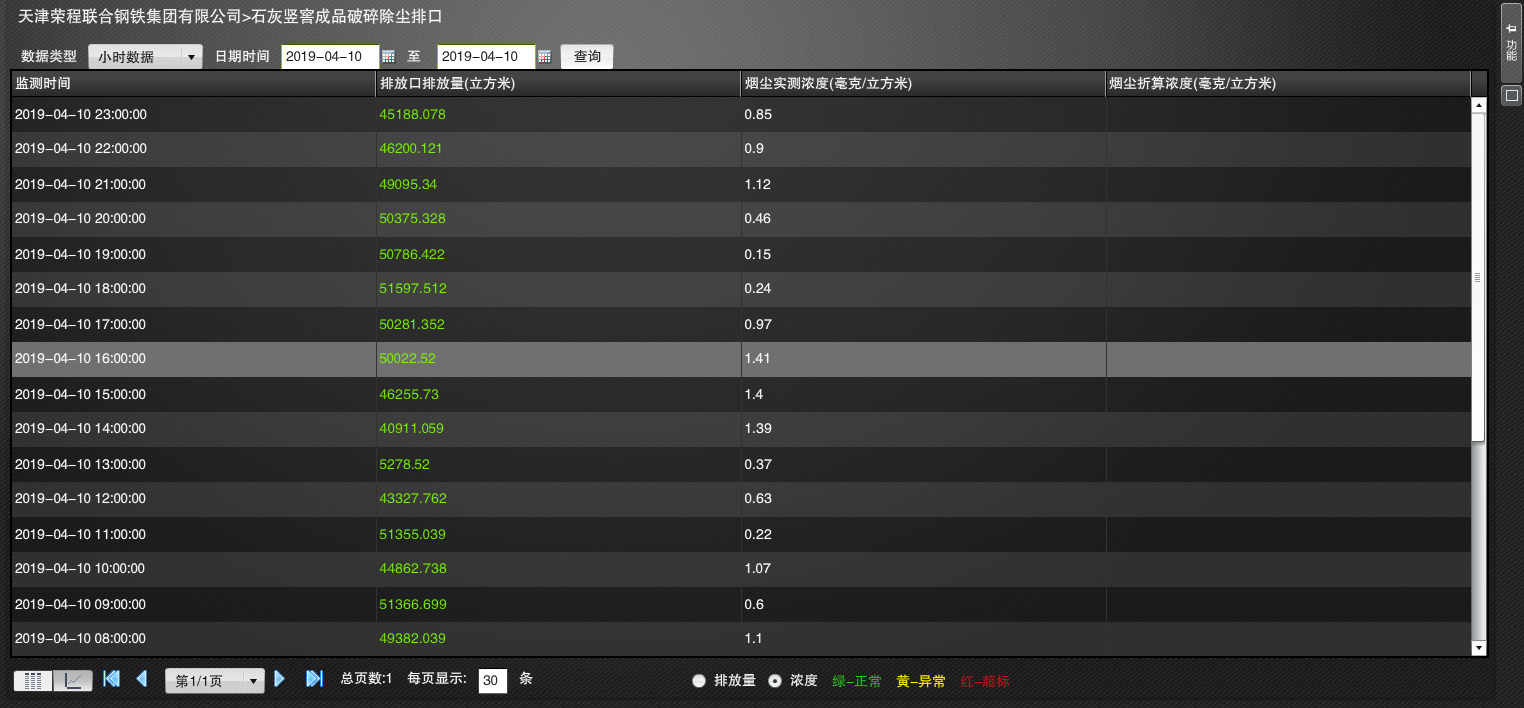 天津荣程联合钢铁集团有限公司>石灰竖窖成品破碎除尘排口
数据类型 小时数据 日期时间 2019-04-10 至 2019-04-10 查询
监测时间 排放口排放量(立方米) 烟尘实测浓度(毫克/立方米) 烟尘折算浓度(毫克/立方米)
2019-04-10 23:00:00 45188.078 0.85
2019-04-10 22:00:00 46200.121 0.9
2019-04-10 21:00:00 49095.34 1.12
2019-04-10 20:00:00 50375.328 0.46
2019-04-10 19:00:00 50786.422 0.15
2019-04-10 18:00:00 51597.512 0.24
2019-04-10 17:00:00 50281.352 0.97
2019-04-10 16:00:00 50022.52 1.41
2019-04-10 15:00:00 46255.73 1.4
2019-04-10 14:00:00 40911.059 1.39
2019-04-10 13:00:00 5278.52 0.37
2019-04-10 12:00:00 43327.762 0.63
2019-04-10 11:00:00 51355.039 0.22
2019-04-10 10:00:00 44862.738 1.07
2019-04-10 09:00:00 51366.699 0.6
2019-04-10 08:00:00 49382.039 1.1
第1/1页 总页数:1 每页显示: 30 条 排放量 浓度 绿-正常 黄-异常 红-超标
功能